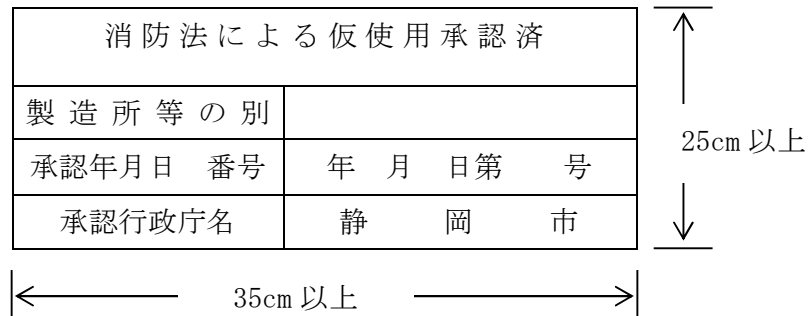 消防法による仮使用承認済
製造所等の別
承認年月日　番号　年　月　日第　号
承認行政庁名　静　岡　市
25cm以上
35cm以上